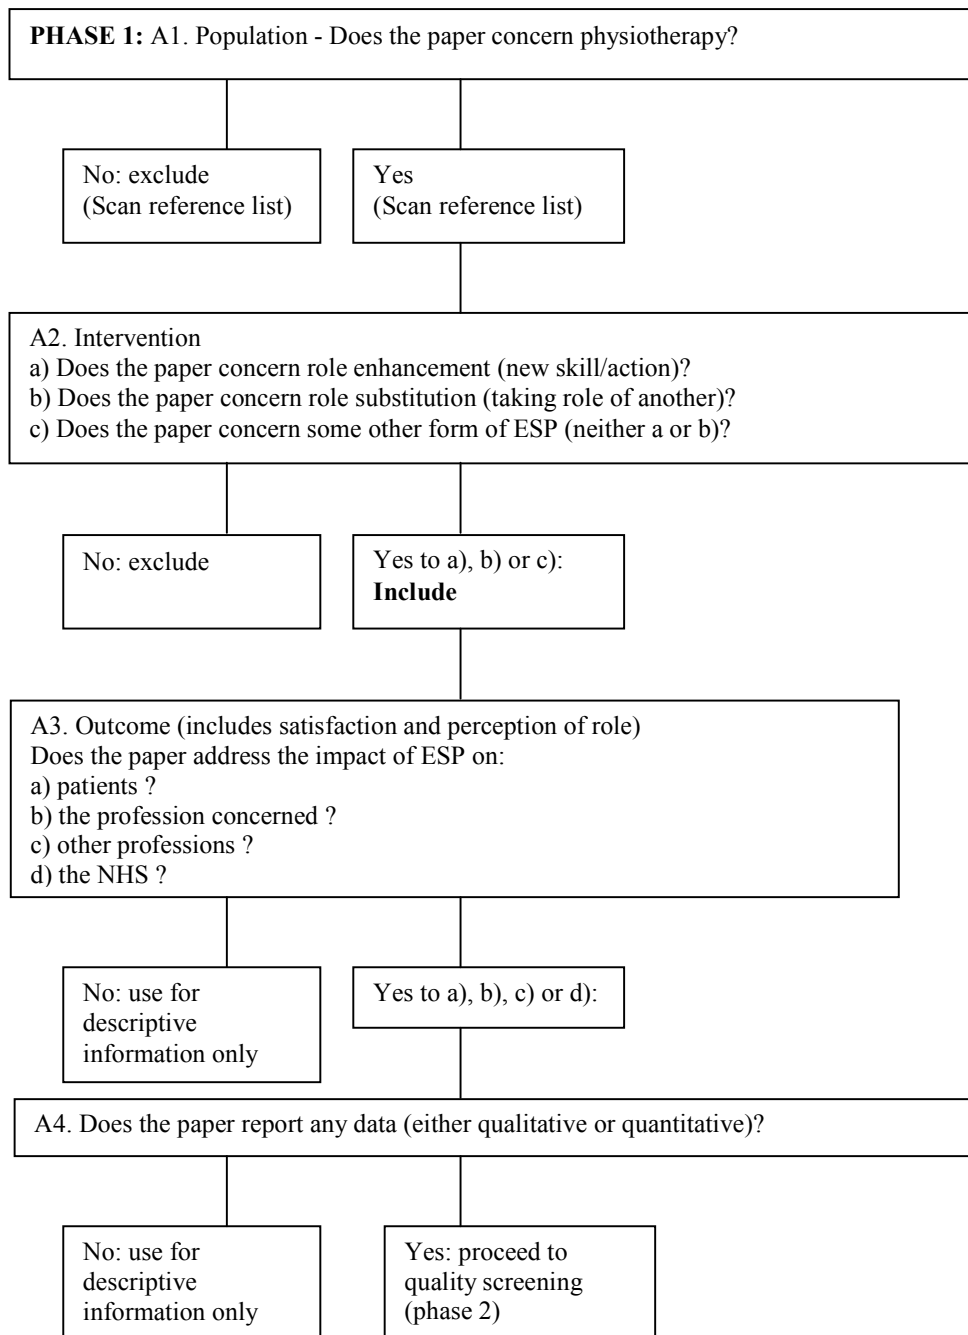 PHASE 1: A1. Population - Does the paper concern physiotherapy?
No: exclude
(Scan reference list)
Yes
(Scan reference list)
A2. Intervention
a) Does the paper concern role enhancement (new skill/action)?
b) Does the paper concern role substitution (taking role of another)?
c) Does the paper concern some other form of ESP (neither a or b)?
No: exclude
Yes to a), b) or c):
Include
A3. Outcome (includes satisfaction and perception of role)
Does the paper address the impact of ESP on:
a) patients ?
b) the profession concerned ?
c) other professions ?
d) the NHS ?
No: use for
descriptive
information only
Yes to a), b), c) or d):
A4. Does the paper report any data (either qualitative or quantitative)?
No: use for
descriptive
information only
Yes: proceed to
quality screening
(phase 2)